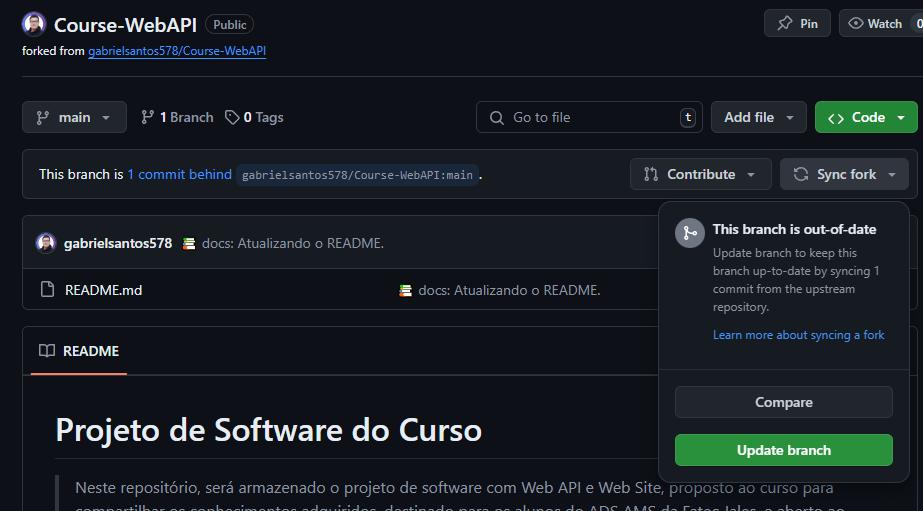 Course-WebAPI Public Pin Watch
forked from gabrielsantos578/Course-WebAPI
main 1 Branch 0 Tags Go to file t Add file Code
This branch is 1 commit behind gabrielsantos578/Course-WebAPI:main . Contribute Sync fork
gabrielsantos578 docs: Atualizando o README.
README.md docs: Atualizando o README.
This branch is out-of-date
Update branch to keep this
branch up-to-date by syncing 1
commit from the upstream
repository.
Learn more about syncing a fork
Compare
Update branch
README
Projeto de Software do Curso
Neste repositório, será armazenado o projeto de software com Web API e Web Site, proposto ao curso para
compartilhar os conhecimentos adquiridos, destinado para os alunos do ADS AMS da Fatec Jales, e aberto ao